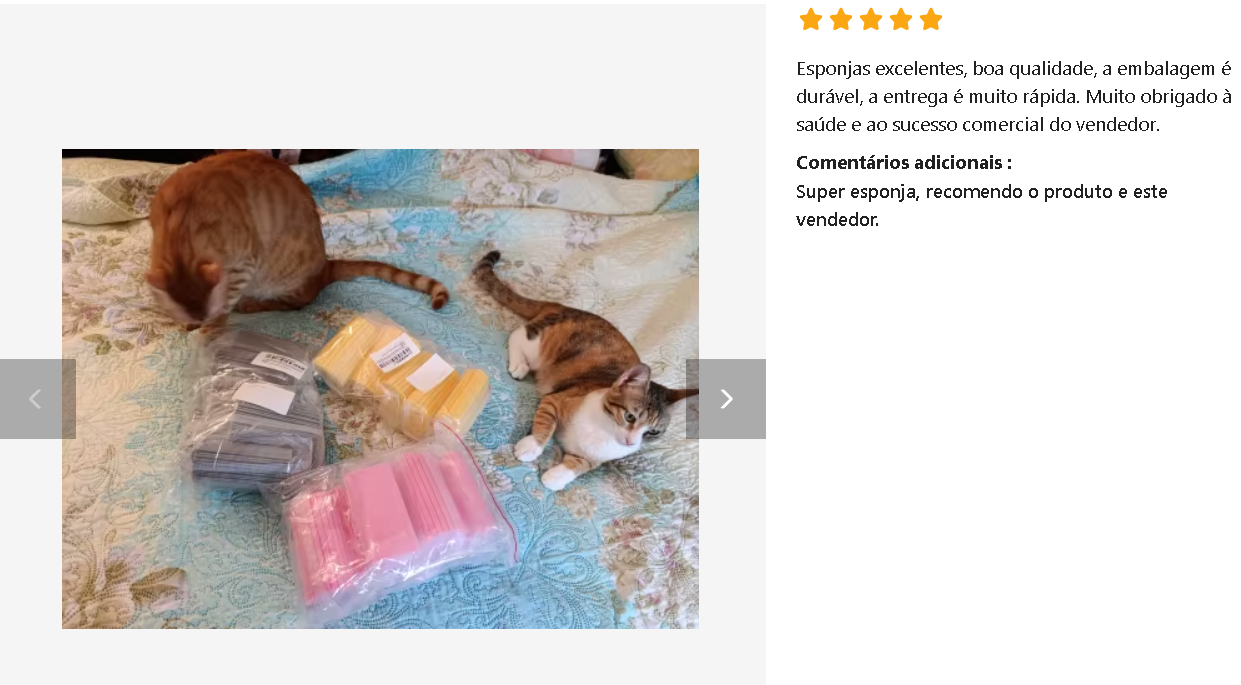 Esponjas excelentes, boa qualidade, a embalagem é
durável, a entrega é muito rápida. Muito obrigado à
saúde e ao sucesso comercial do vendedor.
Comentários adicionais :
Super esponja, recomendo o produto e este
vendedor.